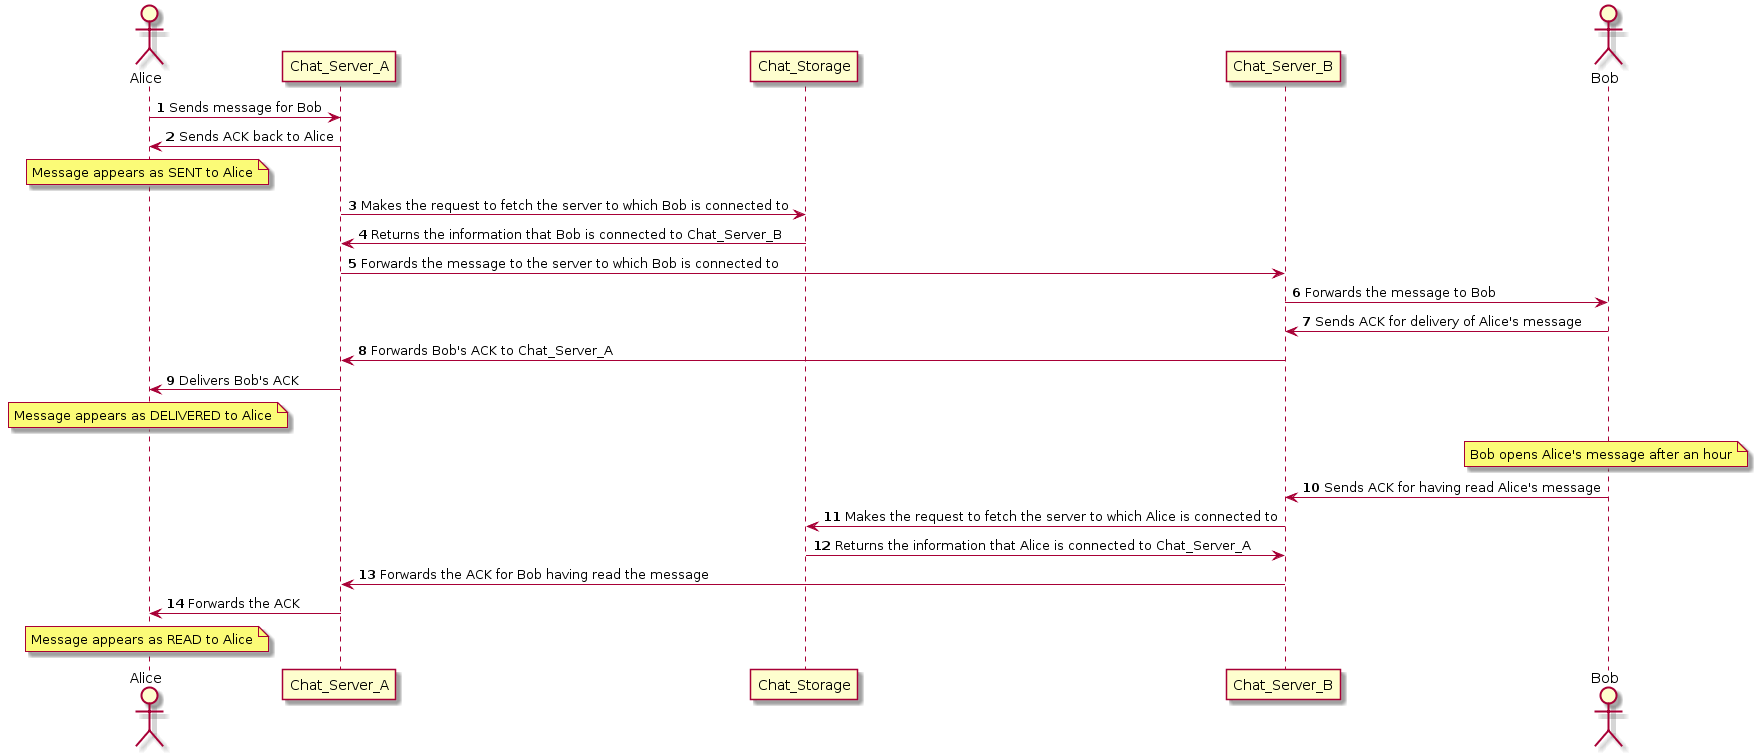 Alice
Chat_Server_A
Chat_Storage
Chat_Server_B
Bob
1 Sends message for Bob
2 Sends ACK back to Alice
Message appears as SENT to Alice
3 Makes the request to fetch the server to which Bob is connected to
4 Returns the information that Bob is connected to Chat_Server_B
5 Forwards the message to the server to which Bob is connected to
6 Forwards the message to Bob
7 Sends ACK for delivery of Alice's message
8 Forwards Bob's ACK to Chat_Server_A
9 Delivers Bob's ACK
Message appears as DELIVERED to Alice
Bob opens Alice's message after an hour
10 Sends ACK for having read Alice's message
11 Makes the request to fetch the server to which Alice is connected to
12 Returns the information that Alice is connected to Chat_Server_A
13 Forwards the ACK for Bob having read the message
14 Forwards the ACK
Message appears as READ to Alice
Alice
Chat_Server_A
Chat_Storage
Chat_Server_B
Bob